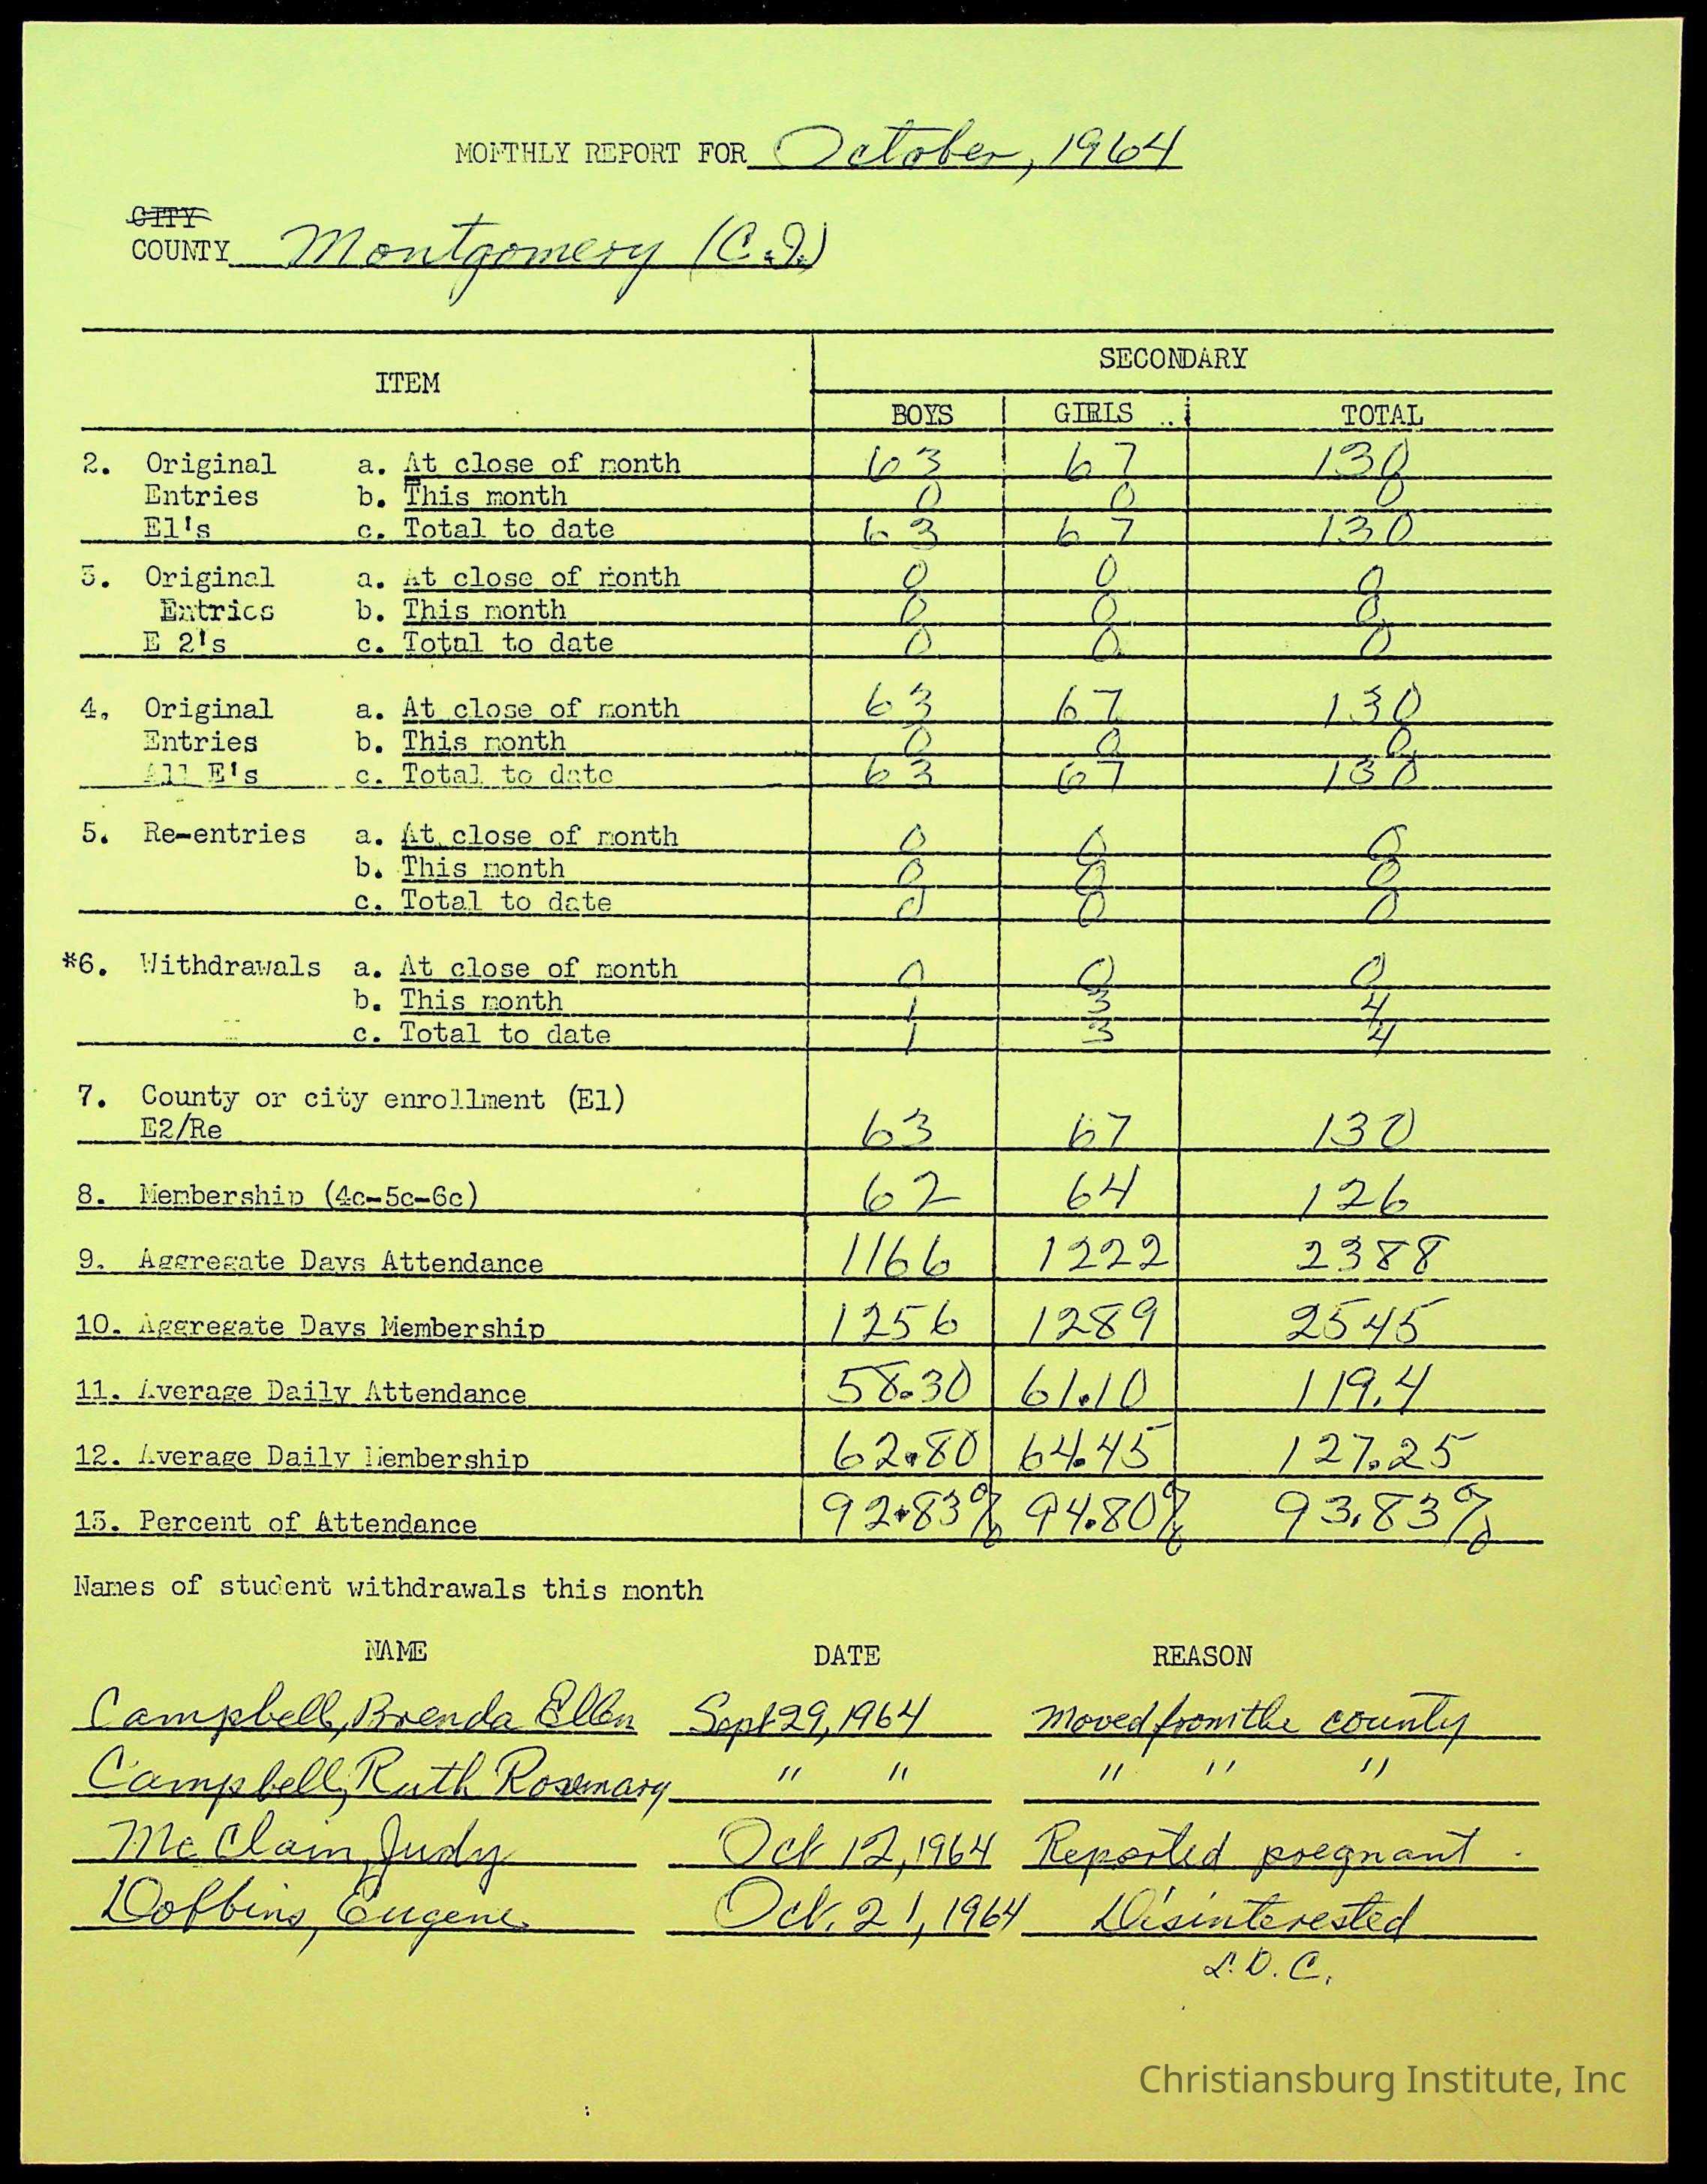 MONTHLY REPORT FOR October, 1964
CITY
COUNTY Montgomery (C.I.)
ITEM SECONDARY
BOYS GIRLS TOTAL
2. Original a. At close of month 63 67 130
Entries b. This month 0 0 0
E1's c. Total to date 63 67 130
3. Original a. At close of month 0 0 0
Entries b. This month 0 0 0
E 2's c. Total to date 0 0 0
4. Original a. At close of month 63 67 130
Entries b. This month 0 0 0
All E's c. Total to date 63 67 130
5. Re-entries a. At close of month 0 0 0
b. This month 0 0 0
c. Total to date 0 0 0
*6. Withdrawals a. At close of month 0 0 0
b. This month 1 3 4
c. Total to date 1 3 4
7. County or city enrollment (E1)
E2/Re 63 67 130
8. Membership (4c-5c-6c) 62 64 126
9. Aggregate Days Attendance 1166 1222 2388
10. Aggregate Days Membership 1256 1289 2545
11. Average Daily Attendance 58.30 61.10 119.4
12. Average Daily Membership 62.80 64.45 127.25
13. Percent of Attendance 92.83% 94.80% 93.83%
Names of student withdrawals this month
NAME DATE REASON
Campbell, Brenda Ellen Sept 29, 1964 Moved from the county
Campbell, Ruth Rosemary " " " " "
McClain, Judy Oct 12, 1964 Reported pregnant
Dobbins, Eugene Oct. 21, 1964 Disinterested
L.D.C.
Christiansburg Institute, Inc